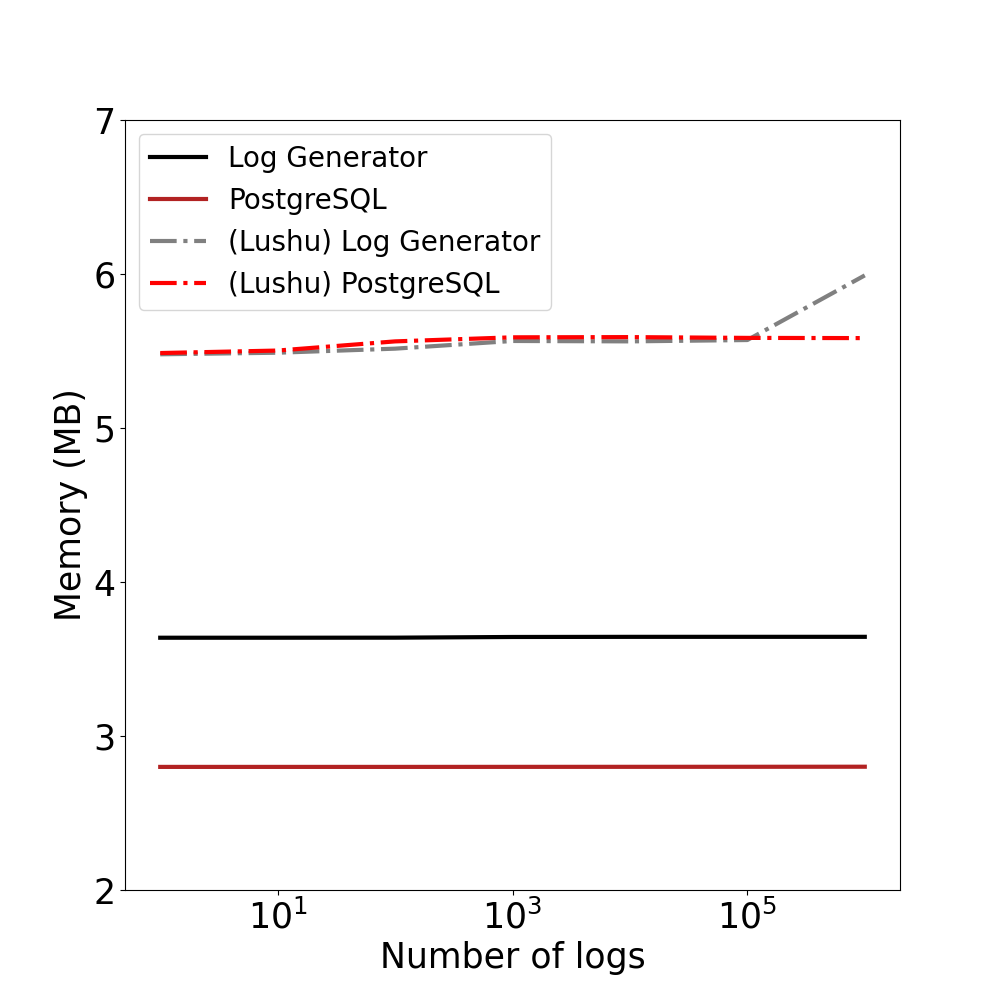 7
6
5
4
3
2
Memory (MB)
Log Generator
PostgreSQL
(Lushu) Log Generator
(Lushu) PostgreSQL
10¹ 10³ 10⁵
Number of logs